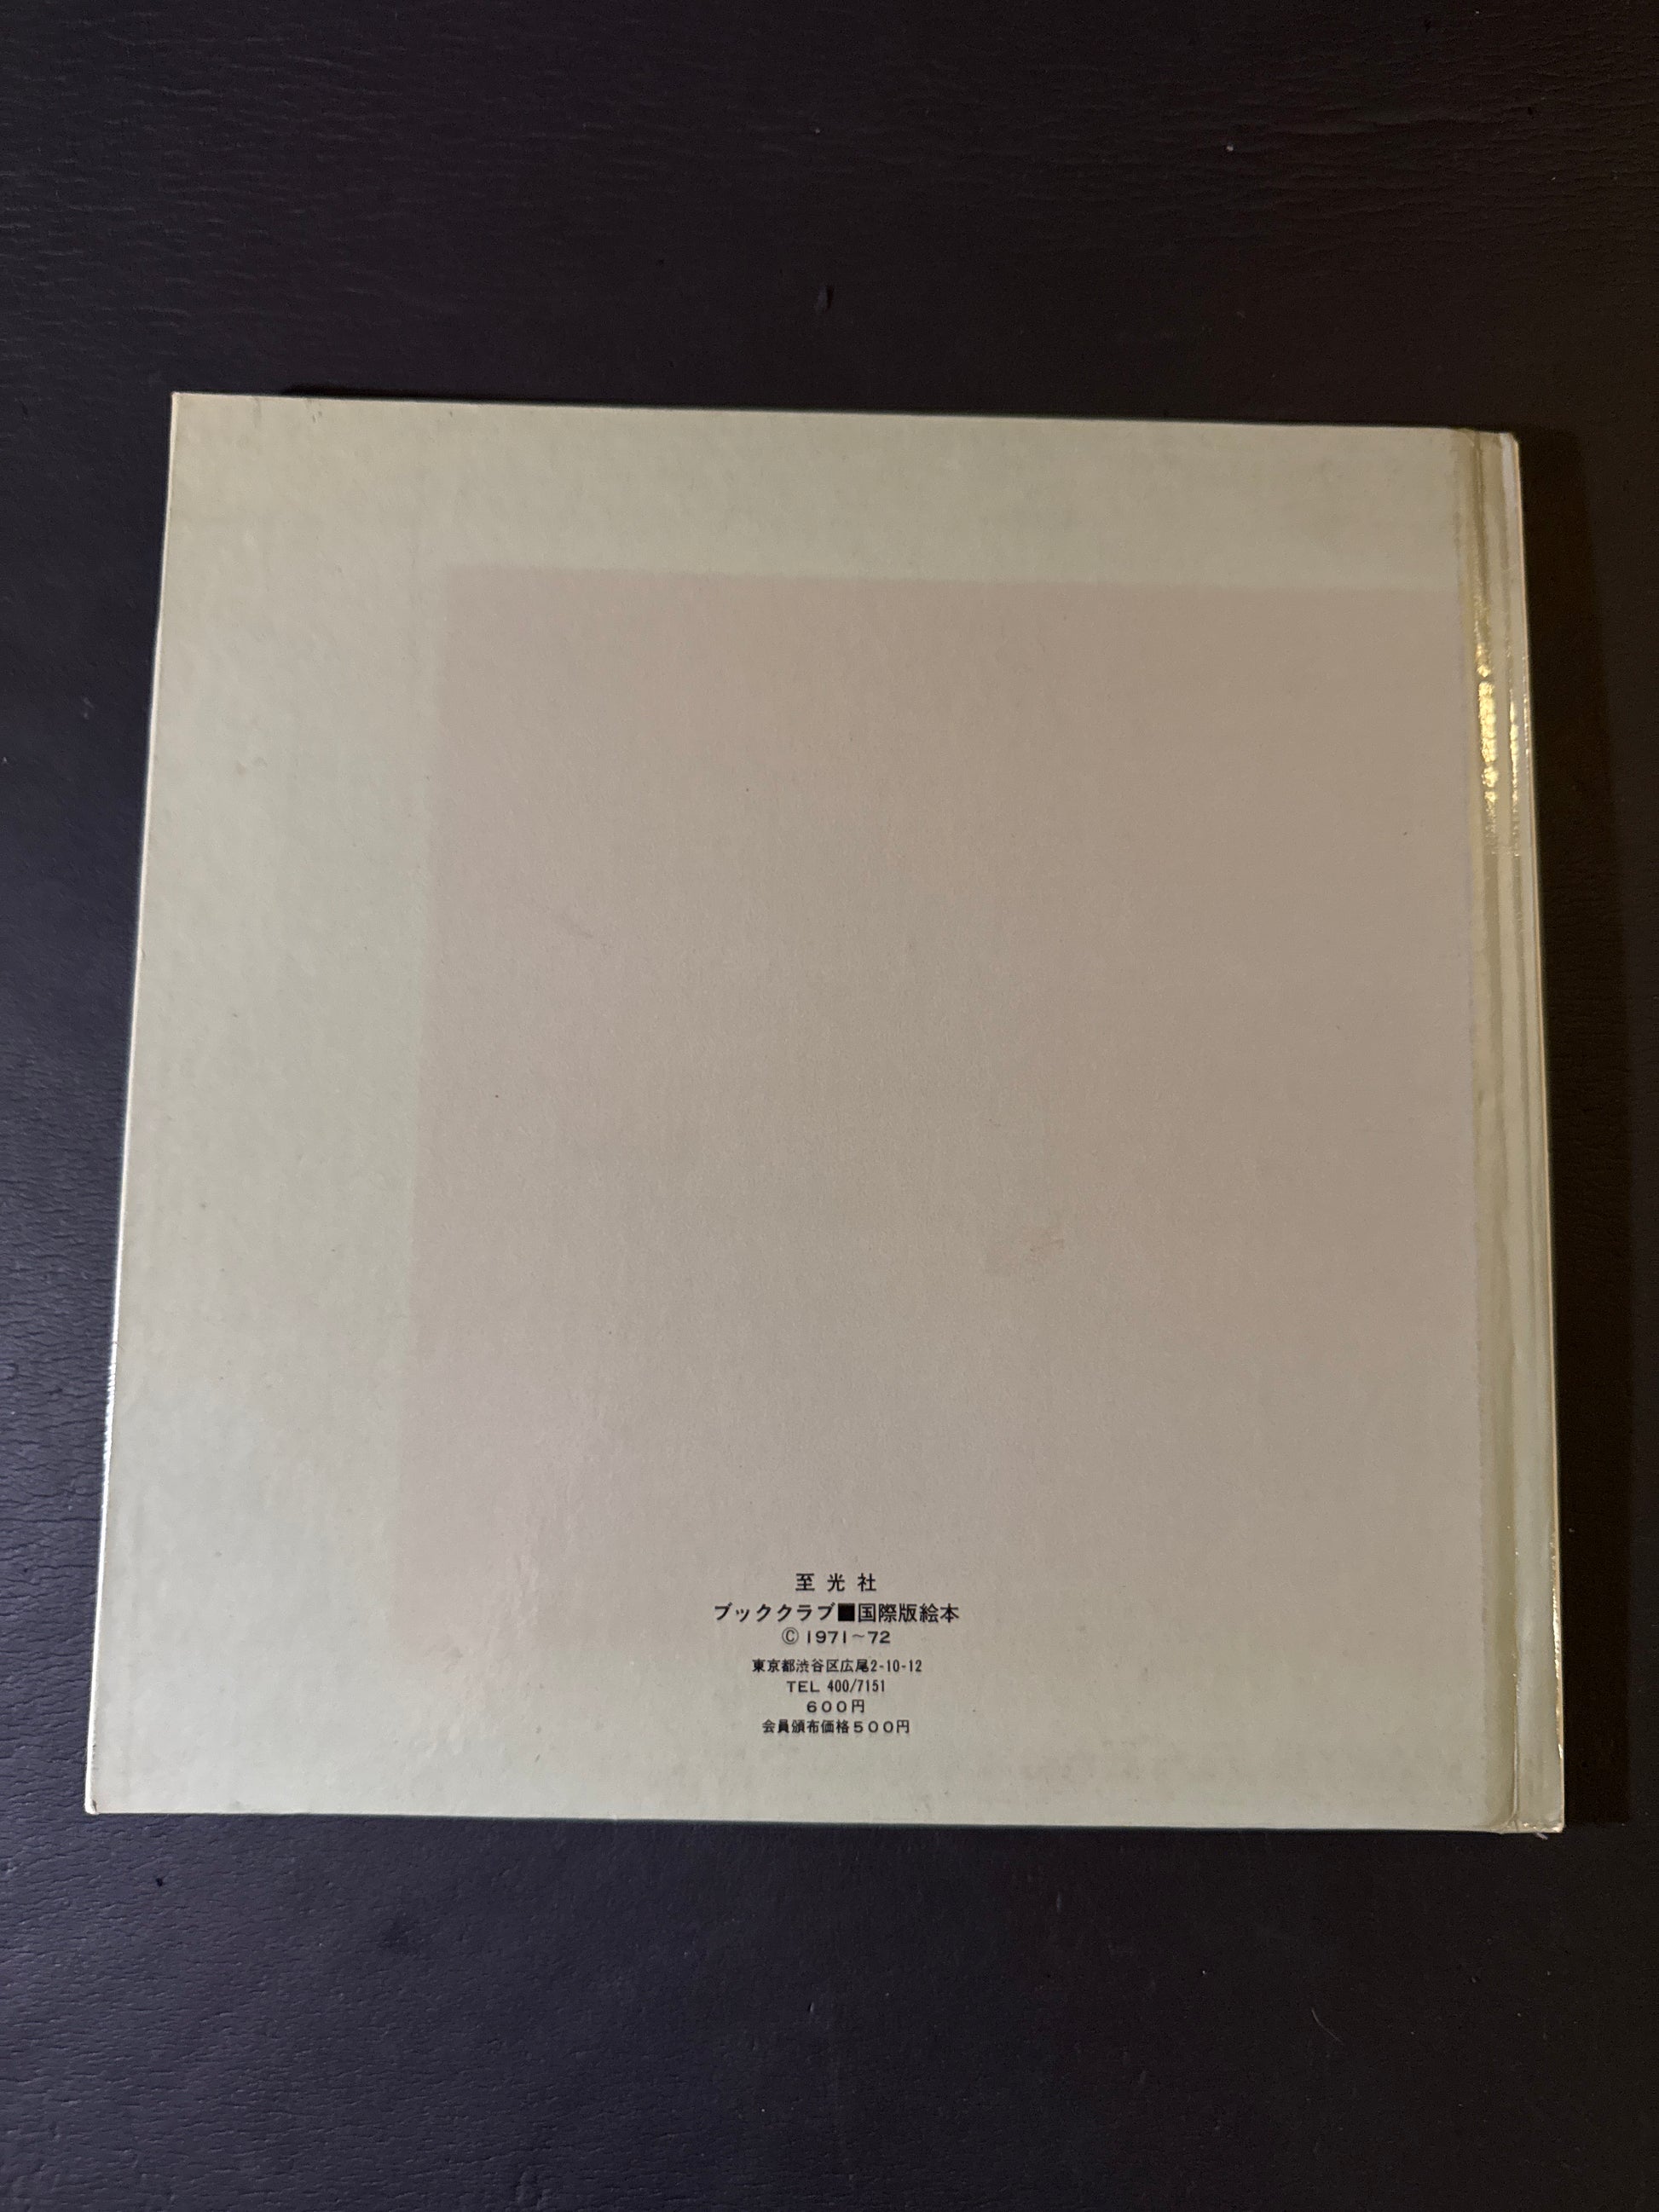 至光社
ブッククラブ■国際版絵本
© 1971~72
東京都渋谷区広尾2-10-12
TEL 400/7151
600円
会員頒布価格500円